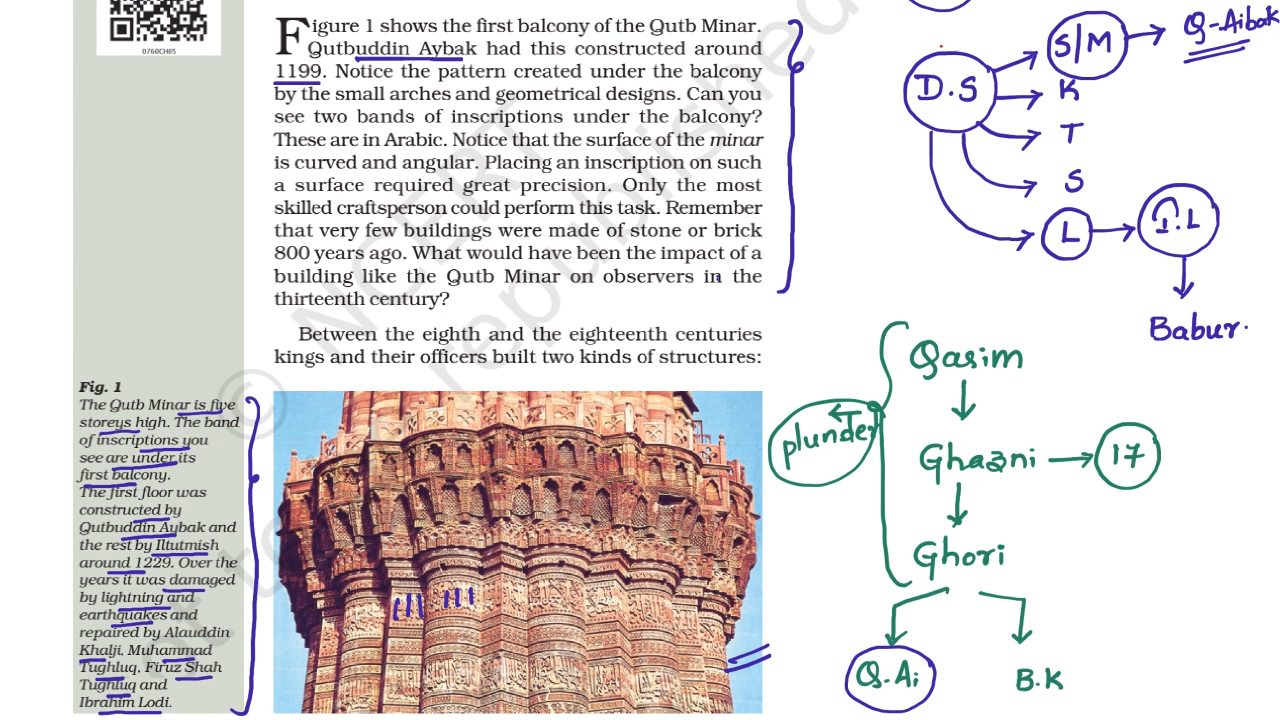 0760CH05
Figure 1 shows the first balcony of the Qutb Minar.
Qutbuddin Aybak had this constructed around
1199. Notice the pattern created under the balcony
by the small arches and geometrical designs. Can you
see two bands of inscriptions under the balcony?
These are in Arabic. Notice that the surface of the minar
is curved and angular. Placing an inscription on such
a surface required great precision. Only the most
skilled craftsperson could perform this task. Remember
that very few buildings were made of stone or brick
800 years ago. What would have been the impact of a
building like the Qutb Minar on observers in the
thirteenth century?
Between the eighth and the eighteenth centuries
kings and their officers built two kinds of structures:
Fig. 1
The Qutb Minar is five
storeys high. The band
of inscriptions you
see are under its
first balcony.
The first floor was
constructed by
Qutbuddin Aybak and
the rest by Iltutmish
around 1229. Over the
years it was damaged
by lightning and
earthquakes and
repaired by Alauddin
Khalji, Muhammad
Tughluq, Firuz Shah
Tughluq and
Ibrahim Lodi.
© NCERT
republished
D.S
S/M
Q-Aibak
K
T
S
L
I.L
Babur.
Qasim
plunder
Ghazni
17
Ghori
Q.Ai
B.K